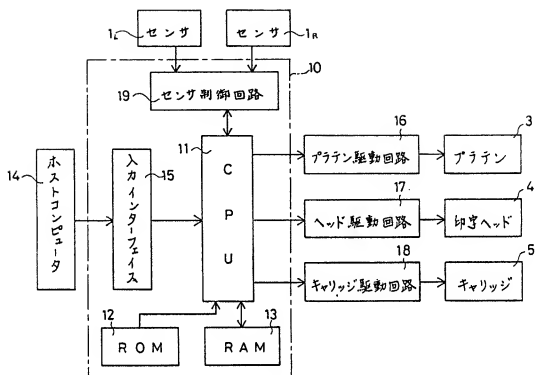 1L センサ
センサ 1R
10
19 センサ制御回路
14 ホストコンピュータ
15 入力インターフェイス
11 CPU
16
プラテン駆動回路
3
プラテン
17
ヘッド駆動回路
4
印字ヘッド
18
キャリッジ駆動回路
5
キャリッジ
12
ROM
13
RAM